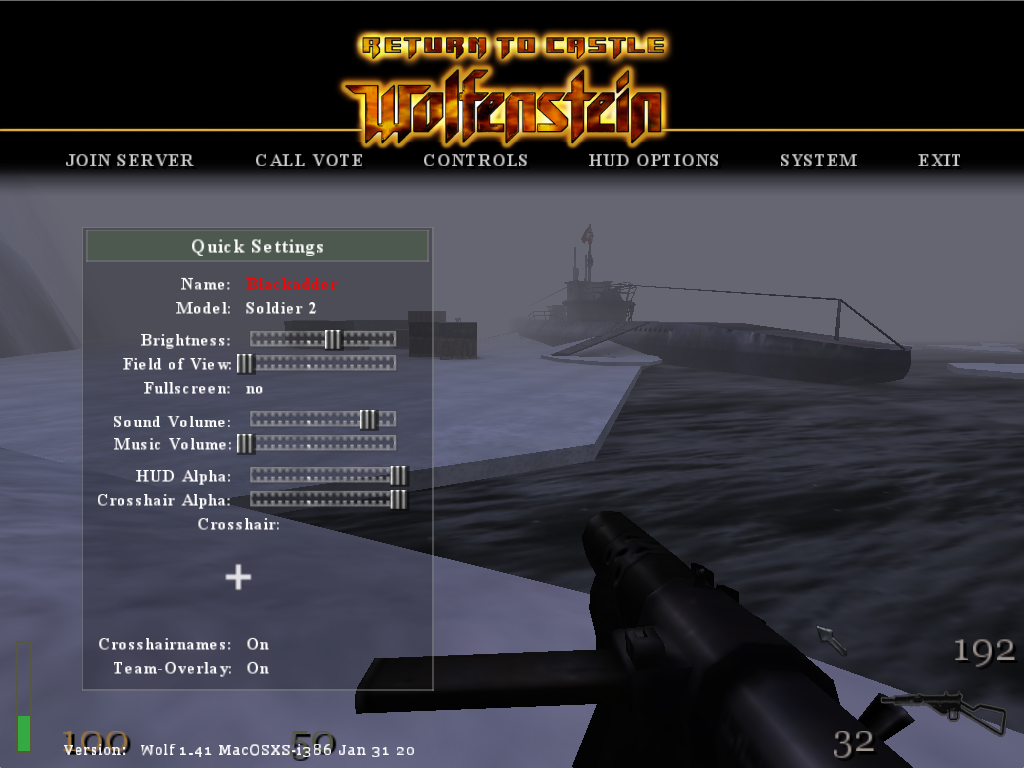 RETURN TO CASTLE
Wolfenstein
JOIN SERVER CALL VOTE CONTROLS HUD OPTIONS SYSTEM EXIT
Quick Settings
Name: Blackadder
Model: Soldier 2
Brightness:
Field of View:
Fullscreen: no
Sound Volume:
Music Volume:
HUD Alpha:
Crosshair Alpha:
Crosshair:
Crosshairnames: On
Team-Overlay: On
192
100 50 32
Version: Wolf 1.41 MacOSXS-i386 Jan 31 20